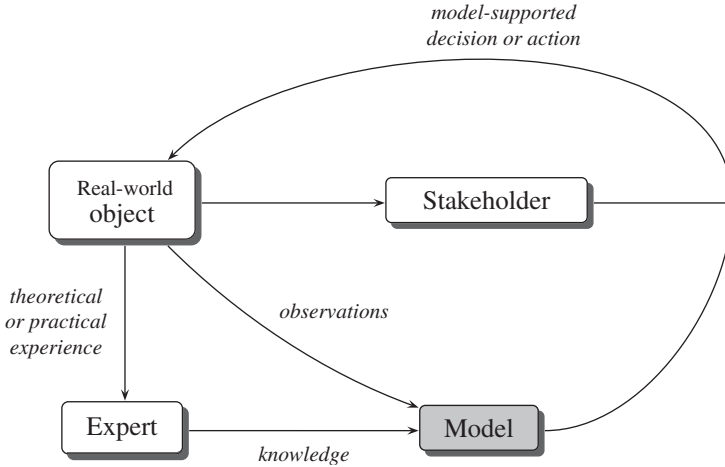 model-supported
decision or action
Real-world
object
Stakeholder
theoretical
or practical
experience
observations
Expert
Model
knowledge